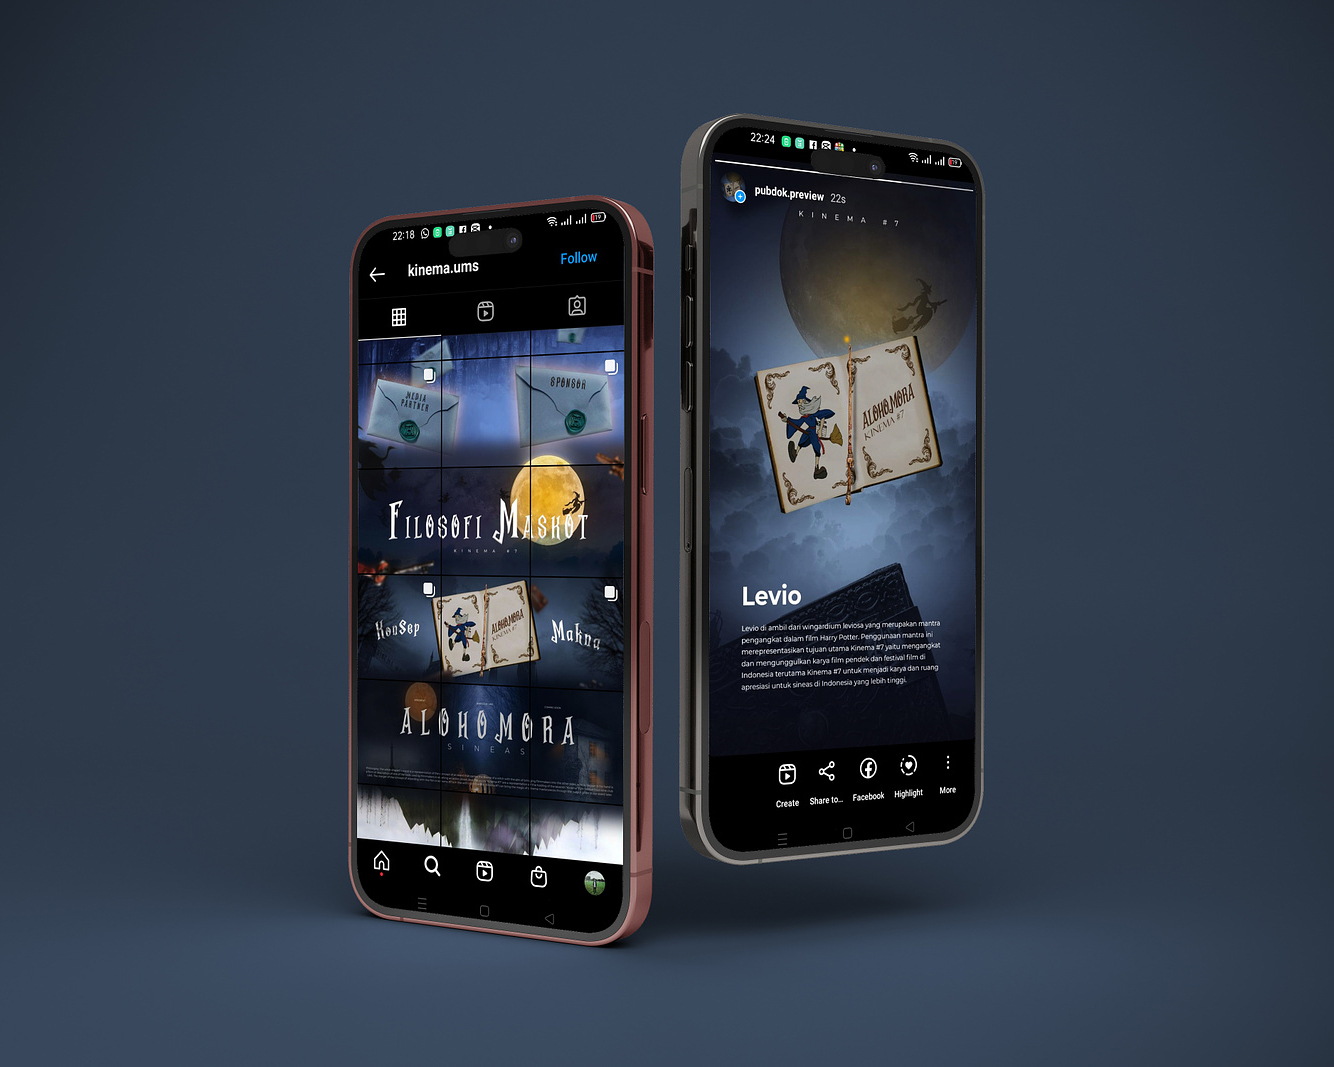 22:18
19
kinema.ums
Follow
MEDIA
PARTNER
SPONSOR
FILOSOFI MASKOT
KINEMA #7
KonSep
ALOHOMORA
KINEMA #7
Makna
ALOHOMORA
SINEAS
22:24
19
pubdok.preview 22s
KINEMA #7
ALOHOMORA
KINEMA #7
Levio
Levio di ambil dari wingardium leviosa yang merupakan mantra
pengangkat dalam film Harry Potter. Penggunaan mantra ini
merepresentasikan tujuan utama Kinema #7 yaitu mengangkat
dan mengunggulkan karya film pendek dan festival film di
Indonesia terutama Kinema #7 untuk menjadi karya dan ruang
apresiasi untuk sineas di Indonesia yang lebih tinggi.
Create
Share to...
Facebook
Highlight
More